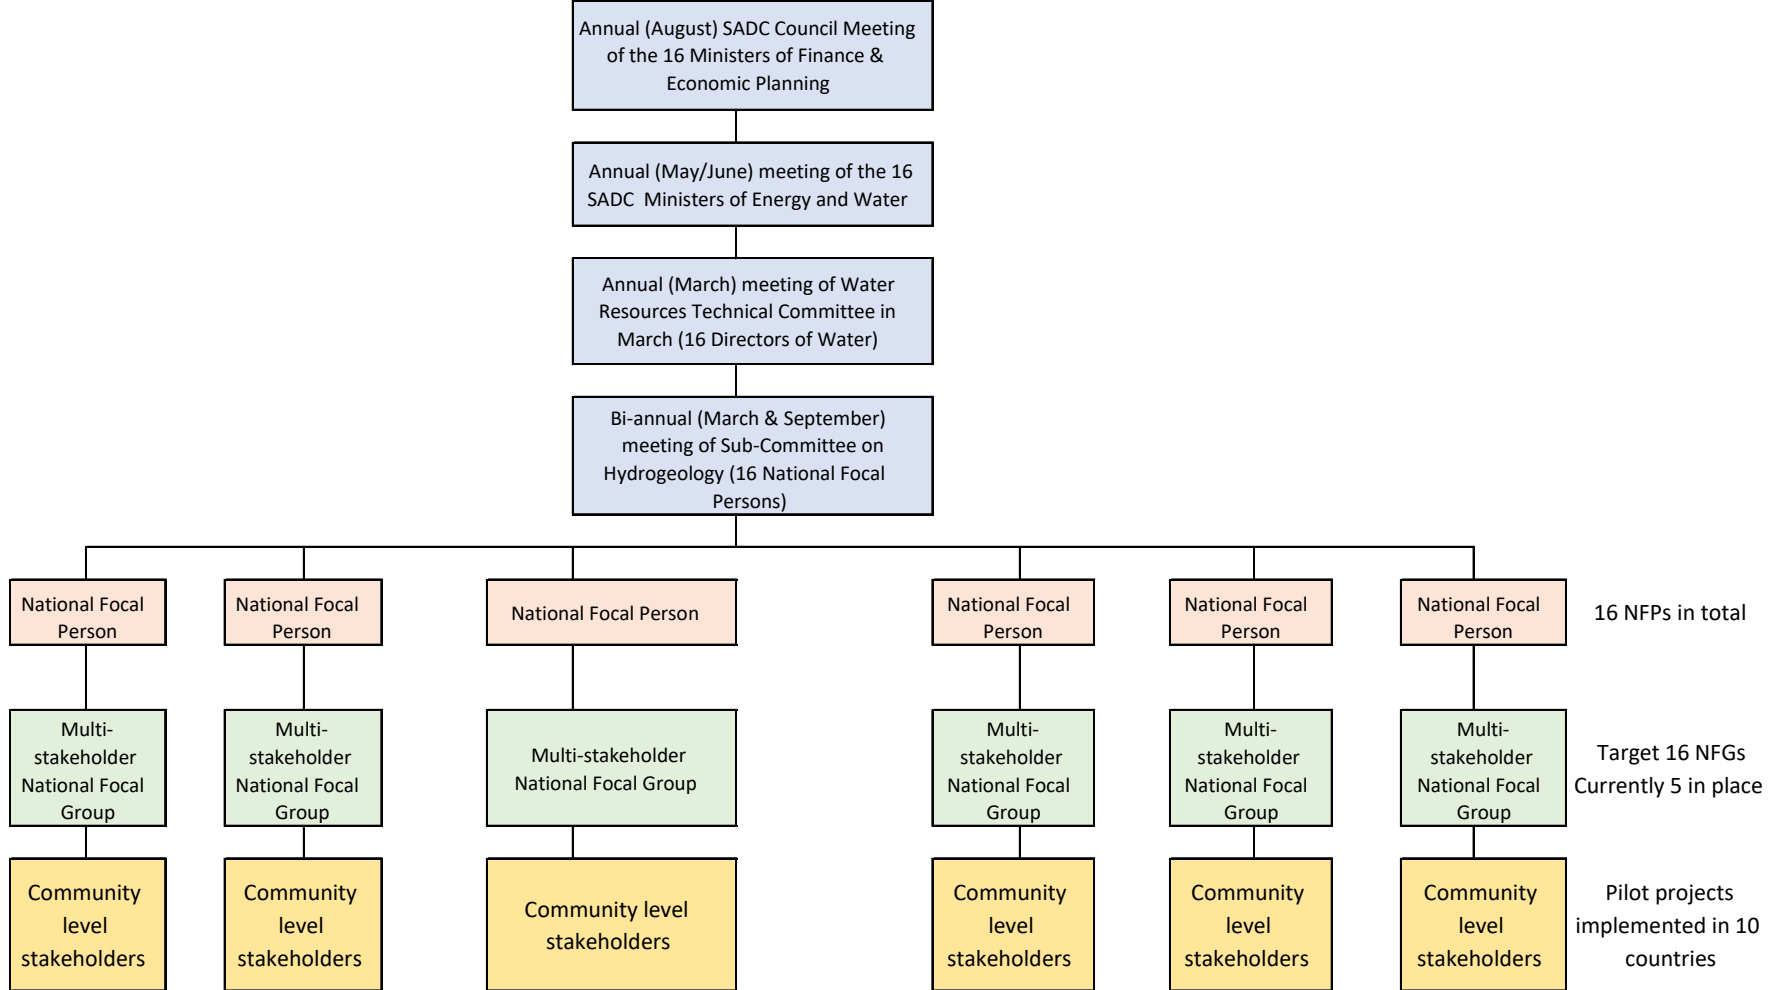 Annual (August) SADC Council Meeting
of the 16 Ministers of Finance &
Economic Planning
Annual (May/June) meeting of the 16
SADC  Ministers of Energy and Water
Annual (March) meeting of Water
Resources Technical Committee in
March (16 Directors of Water)
Bi-annual (March & September)
meeting of Sub-Committee on
Hydrogeology (16 National Focal
Persons)
National Focal
Person
National Focal
Person
National Focal Person
National Focal
Person
National Focal
Person
National Focal
Person
16 NFPs in total
Multi-
stakeholder
National Focal
Group
Multi-
stakeholder
National Focal
Group
Multi-stakeholder
National Focal Group
Multi-
stakeholder
National Focal
Group
Multi-
stakeholder
National Focal
Group
Multi-
stakeholder
National Focal
Group
Target 16 NFGs
Currently 5 in place
Community
level
stakeholders
Community
level
stakeholders
Community level
stakeholders
Community
level
stakeholders
Community
level
stakeholders
Community
level
stakeholders
Pilot projects
implemented in 10
countries